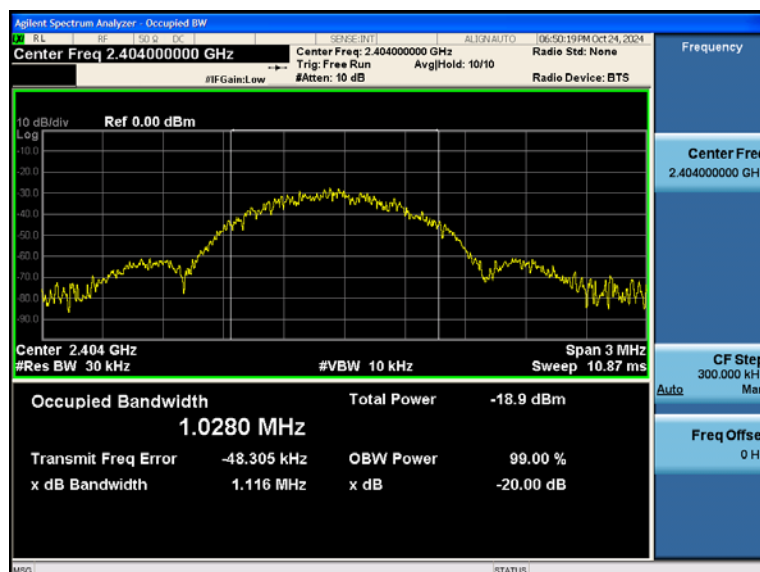 Agilent Spectrum Analyzer - Occupied BW
RL RF 50 Ω DC SENSE:INT ALIGN AUTO 06:50:19 PM Oct 24, 2024
Center Freq 2.404000000 GHz
Center Freq: 2.404000000 GHz
Radio Std: None
Trig: Free Run Avg|Hold: 10/10
#IFGain:Low #Atten: 10 dB Radio Device: BTS
10 dB/div Ref 0.00 dBm
Log
-10.0
-20.0
-30.0
-40.0
-50.0
-60.0
-70.0
-80.0
-90.0
Center 2.404 GHz Span 3 MHz
#Res BW 30 kHz #VBW 10 kHz Sweep 10.87 ms
Occupied Bandwidth Total Power -18.9 dBm
1.0280 MHz
Transmit Freq Error -48.305 kHz OBW Power 99.00 %
x dB Bandwidth 1.116 MHz x dB -20.00 dB
MSG STATUS
Frequency
Center Fre
2.404000000 GH
CF Step
300.000 kH
Auto Ma
Freq Offse
0 H